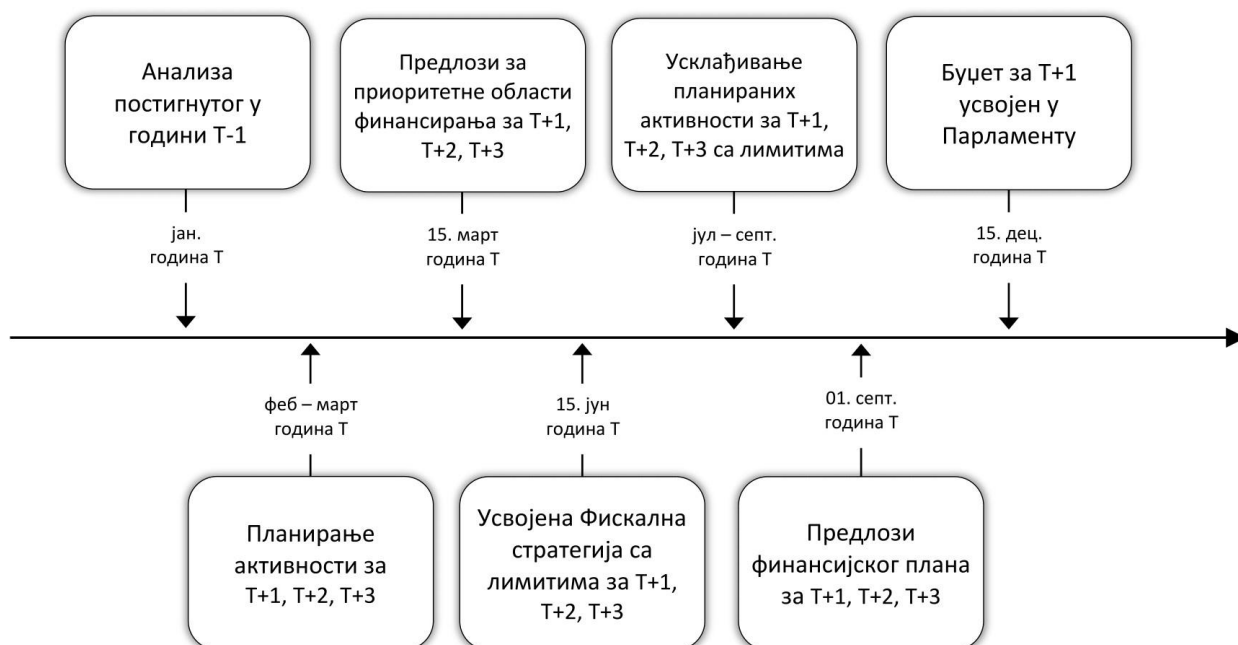 Анализа
постигнутог у
години Т-1
Предлози за
приоритетне области
финансирања за Т+1,
Т+2, Т+3
Усклађивање
планираних
активности за Т+1,
Т+2, Т+3 са лимитима
Буџет за Т+1
усвојен у
Парламенту
јан.
година Т
15. март
година Т
јул – септ.
година Т
15. дец.
година Т
феб – март
година Т
15. јун
година Т
01. септ.
година Т
Планирање
активности за
Т+1, Т+2, Т+3
Усвојена Фискална
стратегија са
лимитима за Т+1,
Т+2, Т+3
Предлози
финансијског плана
за Т+1, Т+2, Т+3